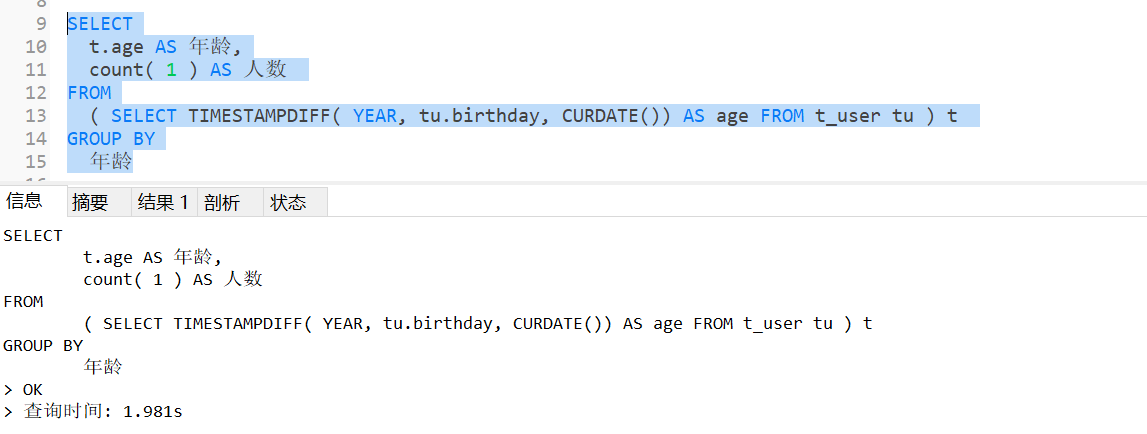 8
9 SELECT
10 t.age AS 年龄,
11 count( 1 ) AS 人数
12 FROM
13 ( SELECT TIMESTAMPDIFF( YEAR, tu.birthday, CURDATE()) AS age FROM t_user tu ) t
14 GROUP BY
15 年龄
信息 摘要 结果 1 剖析 状态
SELECT
t.age AS 年龄,
count( 1 ) AS 人数
FROM
( SELECT TIMESTAMPDIFF( YEAR, tu.birthday, CURDATE()) AS age FROM t_user tu ) t
GROUP BY
年龄
> OK
> 查询时间: 1.981s